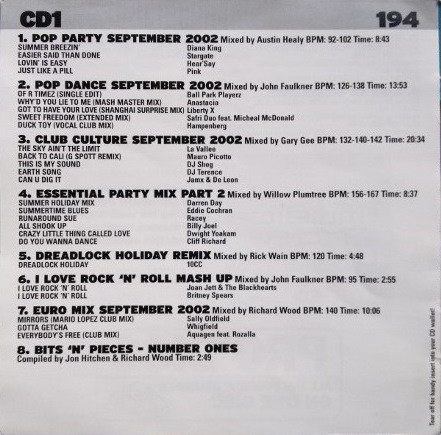 CD1 194
1. POP PARTY SEPTEMBER 2002 Mixed by Austin Healy BPM: 92-102 Time: 8:43
SUMMER BREEZIN' Diana King
EASIER SAID THAN DONE Stargate
LOVIN' IS EASY Hear'Say
JUST LIKE A PILL Pink
2. POP DANCE SEPTEMBER 2002 Mixed by John Faulkner BPM: 126-138 Time: 13:53
OF R TIMEZ (SINGLE EDIT) Ball Park Playerz
WHY'D YOU LIE TO ME (MASH MASTER MIX) Anastacia
GOT TO HAVE YOUR LOVE (SHANGHAI SURPRISE MIX) Liberty X
SWEET FREEDOM (EXTENDED MIX) Safri Duo feat. Micheal McDonald
DUCK TOY (VOCAL CLUB MIX) Hampenberg
3. CLUB CULTURE SEPTEMBER 2002 Mixed by Gary Gee BPM: 132-140-142 Time: 20:34
THE SKY AIN'T THE LIMIT La Vallee
BACK TO CALI (G SPOTT REMIX) Mauro Picotto
THIS IS MY SOUND DJ Shog
EARTH SONG DJ Terence
CAN U DIG IT Jamx & De Leon
4. ESSENTIAL PARTY MIX PART 2 Mixed by Willow Plumtree BPM: 156-167 Time: 8:37
SUMMER HOLIDAY MIX Darren Day
SUMMERTIME BLUES Eddie Cochran
RUNAROUND SUE Racey
ALL SHOOK UP Billy Joel
CRAZY LITTLE THING CALLED LOVE Dwight Yoakam
DO YOU WANNA DANCE Cliff Richard
5. DREADLOCK HOLIDAY REMIX Mixed by Rick Wain BPM: 120 Time: 4:48
DREADLOCK HOLIDAY 10CC
6. I LOVE ROCK 'N' ROLL MASH UP Mixed by John Faulkner BPM: 95 Time: 2:55
I LOVE ROCK 'N' ROLL Joan Jett & The Blackhearts
I LOVE ROCK 'N' ROLL Britney Spears
7. EURO MIX SEPTEMBER 2002 Mixed by Richard Wood BPM: 140 Time: 10:06
MIRRORS (MARIO LOPEZ CLUB MIX) Sally Oldfield
GOTTA GETCHA Whigfield
EVERYBODY'S FREE (CLUB MIX) Aquagen feat. Rozalla
8. BITS 'N' PIECES - NUMBER ONES
Compiled by Jon Hitchen & Richard Wood Time: 2:49
Tear off for handy insert into your CD wallet!